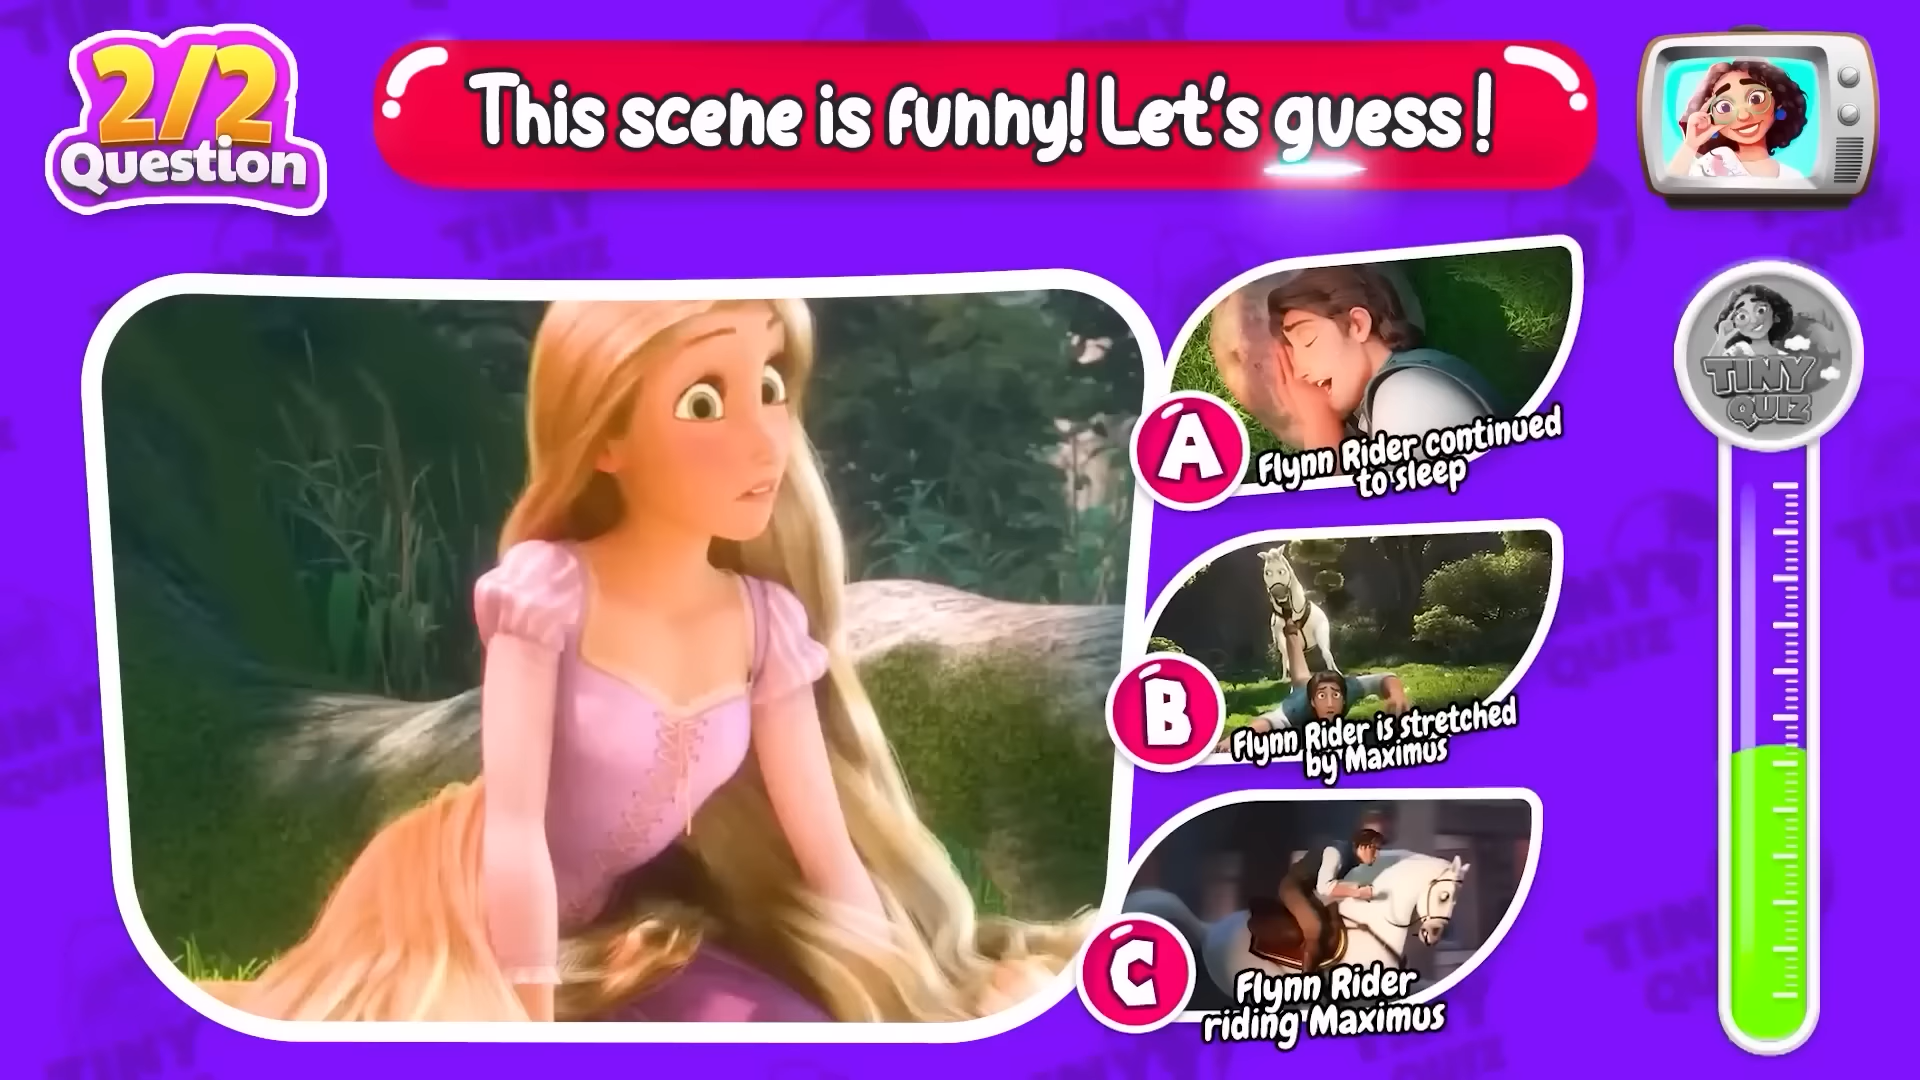 2/2
Question
This scene is funny! Let's guess!
A
Flynn Rider continued
to sleep
B
Flynn Rider is stretched
by Maximus
C
Flynn Rider
riding Maximus
TINY
QUIZ